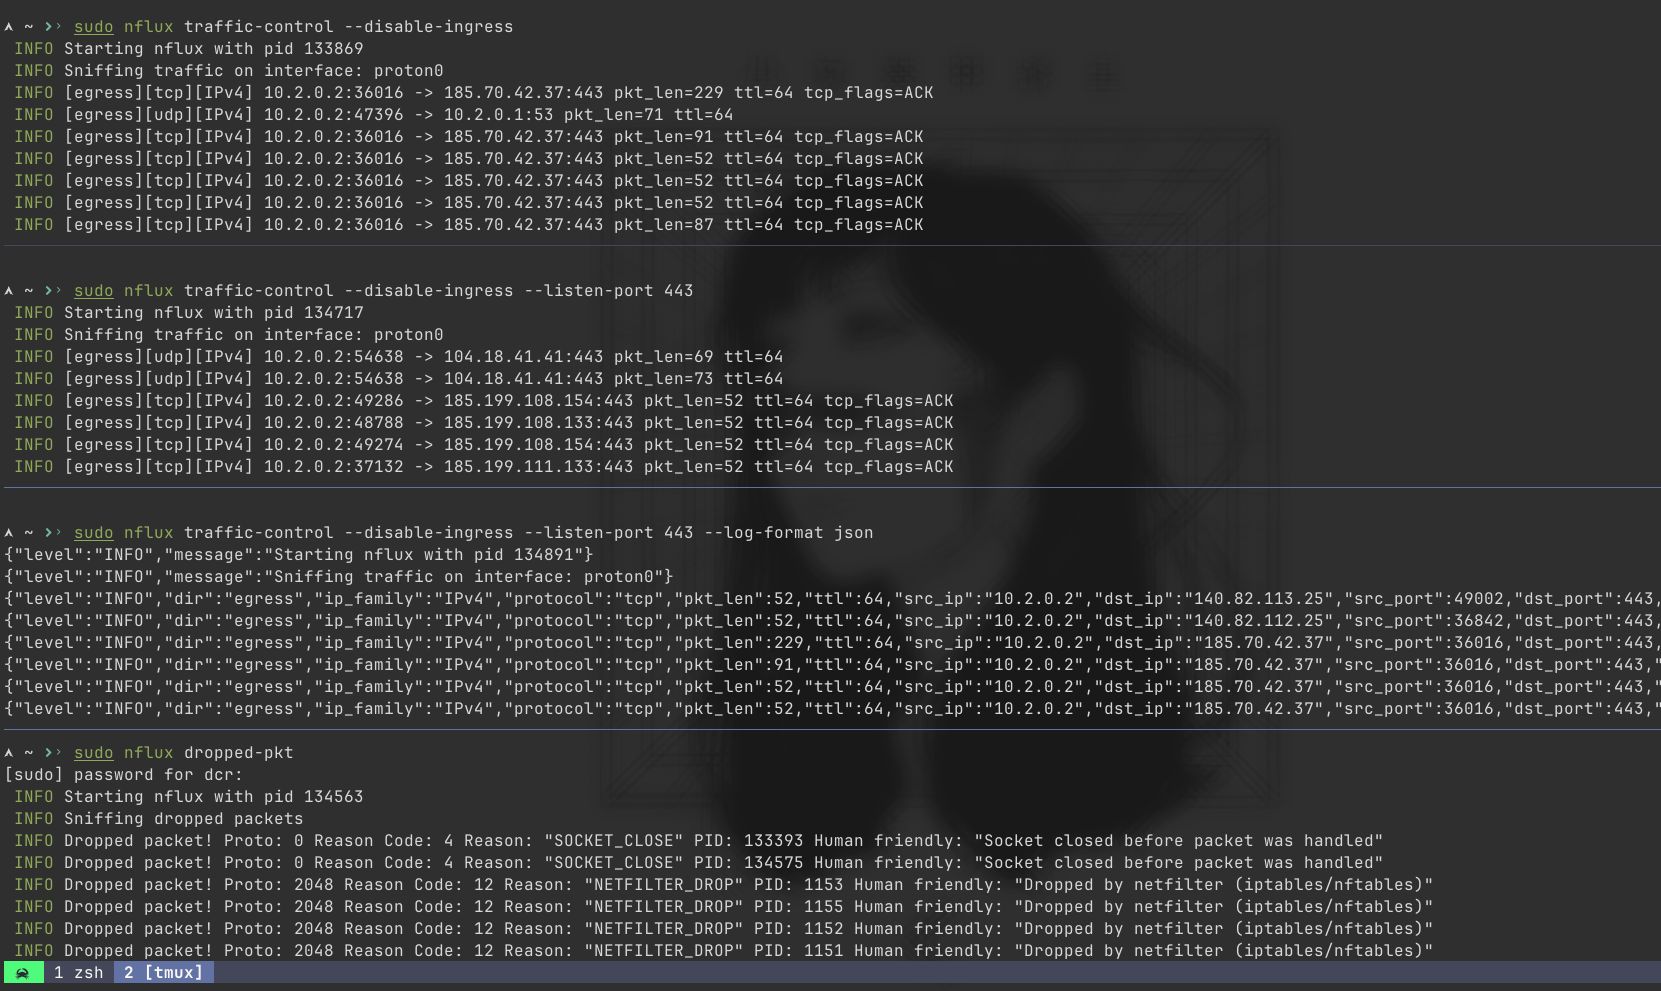 ~ sudo nflux traffic-control --disable-ingress
INFO Starting nflux with pid 133869
INFO Sniffing traffic on interface: proton0
INFO [egress][tcp][IPv4] 10.2.0.2:36016 -> 185.70.42.37:443 pkt_len=229 ttl=64 tcp_flags=ACK
INFO [egress][udp][IPv4] 10.2.0.2:47396 -> 10.2.0.1:53 pkt_len=71 ttl=64
INFO [egress][tcp][IPv4] 10.2.0.2:36016 -> 185.70.42.37:443 pkt_len=91 ttl=64 tcp_flags=ACK
INFO [egress][tcp][IPv4] 10.2.0.2:36016 -> 185.70.42.37:443 pkt_len=52 ttl=64 tcp_flags=ACK
INFO [egress][tcp][IPv4] 10.2.0.2:36016 -> 185.70.42.37:443 pkt_len=52 ttl=64 tcp_flags=ACK
INFO [egress][tcp][IPv4] 10.2.0.2:36016 -> 185.70.42.37:443 pkt_len=52 ttl=64 tcp_flags=ACK
INFO [egress][tcp][IPv4] 10.2.0.2:36016 -> 185.70.42.37:443 pkt_len=87 ttl=64 tcp_flags=ACK
~ sudo nflux traffic-control --disable-ingress --listen-port 443
INFO Starting nflux with pid 134717
INFO Sniffing traffic on interface: proton0
INFO [egress][udp][IPv4] 10.2.0.2:54638 -> 104.18.41.41:443 pkt_len=69 ttl=64
INFO [egress][udp][IPv4] 10.2.0.2:54638 -> 104.18.41.41:443 pkt_len=73 ttl=64
INFO [egress][tcp][IPv4] 10.2.0.2:49286 -> 185.199.108.154:443 pkt_len=52 ttl=64 tcp_flags=ACK
INFO [egress][tcp][IPv4] 10.2.0.2:48788 -> 185.199.108.133:443 pkt_len=52 ttl=64 tcp_flags=ACK
INFO [egress][tcp][IPv4] 10.2.0.2:49274 -> 185.199.108.154:443 pkt_len=52 ttl=64 tcp_flags=ACK
INFO [egress][tcp][IPv4] 10.2.0.2:37132 -> 185.199.111.133:443 pkt_len=52 ttl=64 tcp_flags=ACK
~ sudo nflux traffic-control --disable-ingress --listen-port 443 --log-format json
{"level":"INFO","message":"Starting nflux with pid 134891"}
{"level":"INFO","message":"Sniffing traffic on interface: proton0"}
{"level":"INFO","dir":"egress","ip_family":"IPv4","protocol":"tcp","pkt_len":52,"ttl":64,"src_ip":"10.2.0.2","dst_ip":"140.82.113.25","src_port":49002,"dst_port":443,
{"level":"INFO","dir":"egress","ip_family":"IPv4","protocol":"tcp","pkt_len":52,"ttl":64,"src_ip":"10.2.0.2","dst_ip":"140.82.112.25","src_port":36842,"dst_port":443,
{"level":"INFO","dir":"egress","ip_family":"IPv4","protocol":"tcp","pkt_len":229,"ttl":64,"src_ip":"10.2.0.2","dst_ip":"185.70.42.37","src_port":36016,"dst_port":443,
{"level":"INFO","dir":"egress","ip_family":"IPv4","protocol":"tcp","pkt_len":91,"ttl":64,"src_ip":"10.2.0.2","dst_ip":"185.70.42.37","src_port":36016,"dst_port":443,"
{"level":"INFO","dir":"egress","ip_family":"IPv4","protocol":"tcp","pkt_len":52,"ttl":64,"src_ip":"10.2.0.2","dst_ip":"185.70.42.37","src_port":36016,"dst_port":443,"
{"level":"INFO","dir":"egress","ip_family":"IPv4","protocol":"tcp","pkt_len":52,"ttl":64,"src_ip":"10.2.0.2","dst_ip":"185.70.42.37","src_port":36016,"dst_port":443,"
~ sudo nflux dropped-pkt
[sudo] password for dcr:
INFO Starting nflux with pid 134563
INFO Sniffing dropped packets
INFO Dropped packet! Proto: 0 Reason Code: 4 Reason: "SOCKET_CLOSE" PID: 133393 Human friendly: "Socket closed before packet was handled"
INFO Dropped packet! Proto: 0 Reason Code: 4 Reason: "SOCKET_CLOSE" PID: 134575 Human friendly: "Socket closed before packet was handled"
INFO Dropped packet! Proto: 2048 Reason Code: 12 Reason: "NETFILTER_DROP" PID: 1153 Human friendly: "Dropped by netfilter (iptables/nftables)"
INFO Dropped packet! Proto: 2048 Reason Code: 12 Reason: "NETFILTER_DROP" PID: 1155 Human friendly: "Dropped by netfilter (iptables/nftables)"
INFO Dropped packet! Proto: 2048 Reason Code: 12 Reason: "NETFILTER_DROP" PID: 1152 Human friendly: "Dropped by netfilter (iptables/nftables)"
INFO Dropped packet! Proto: 2048 Reason Code: 12 Reason: "NETFILTER_DROP" PID: 1151 Human friendly: "Dropped by netfilter (iptables/nftables)"
1 zsh 2 [tmux]